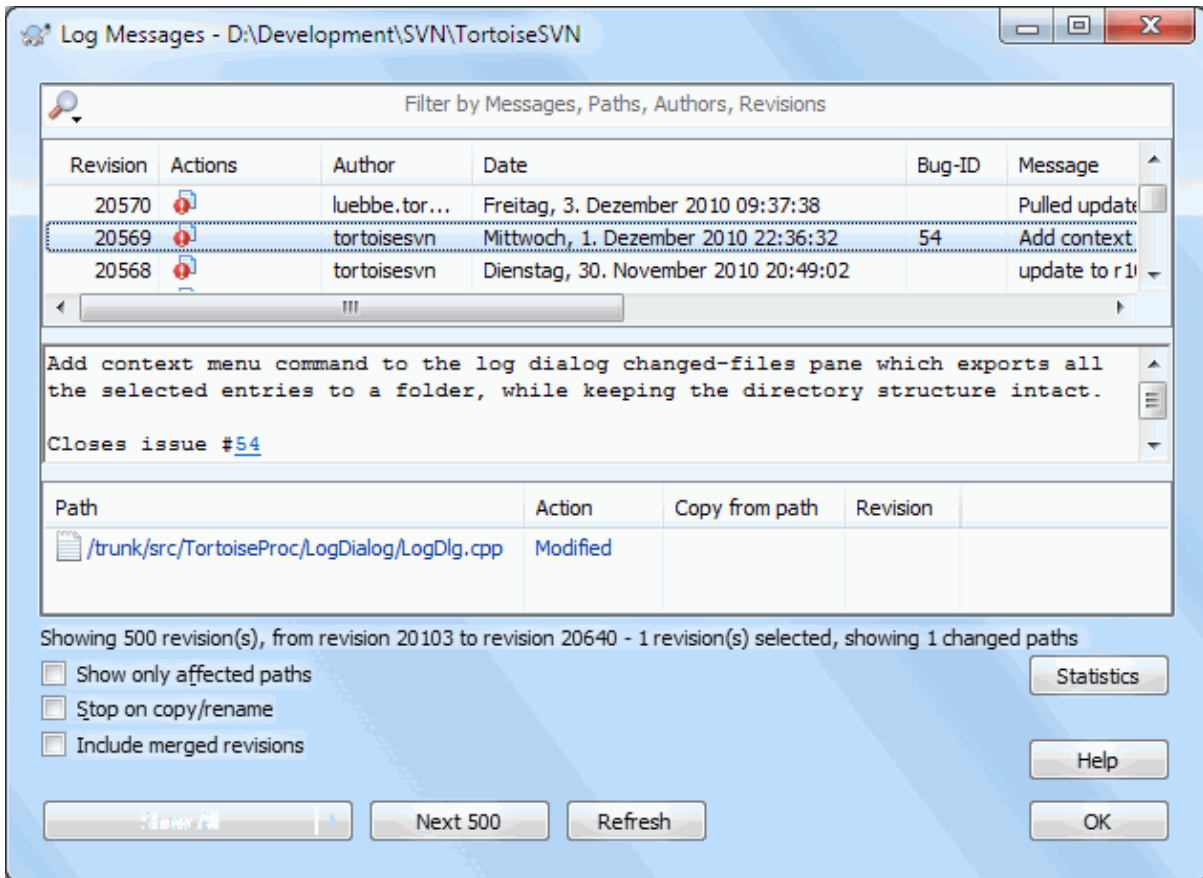 Log Messages - D:\Development\SVN\TortoiseSVN
Filter by Messages, Paths, Authors, Revisions
Revision Actions Author Date Bug-ID Message
20570 luebbe.tor... Freitag, 3. Dezember 2010 09:37:38 Pulled update
20569 tortoisesvn Mittwoch, 1. Dezember 2010 22:36:32 54 Add context
20568 tortoisesvn Dienstag, 30. November 2010 20:49:02 update to
Add context menu command to the log dialog changed-files pane which exports all
the selected entries to a folder, while keeping the directory structure intact.
Closes issue #54
Path Action Copy from path Revision
/trunk/src/TortoiseProc/LogDialog/LogDlg.cpp Modified
Showing 500 revision(s), from revision 20103 to revision 20640 - 1 revision(s) selected, showing 1 changed paths
Show only affected paths
Statistics
Stop on copy/rename
Include merged revisions
Help
Next 500 Refresh OK